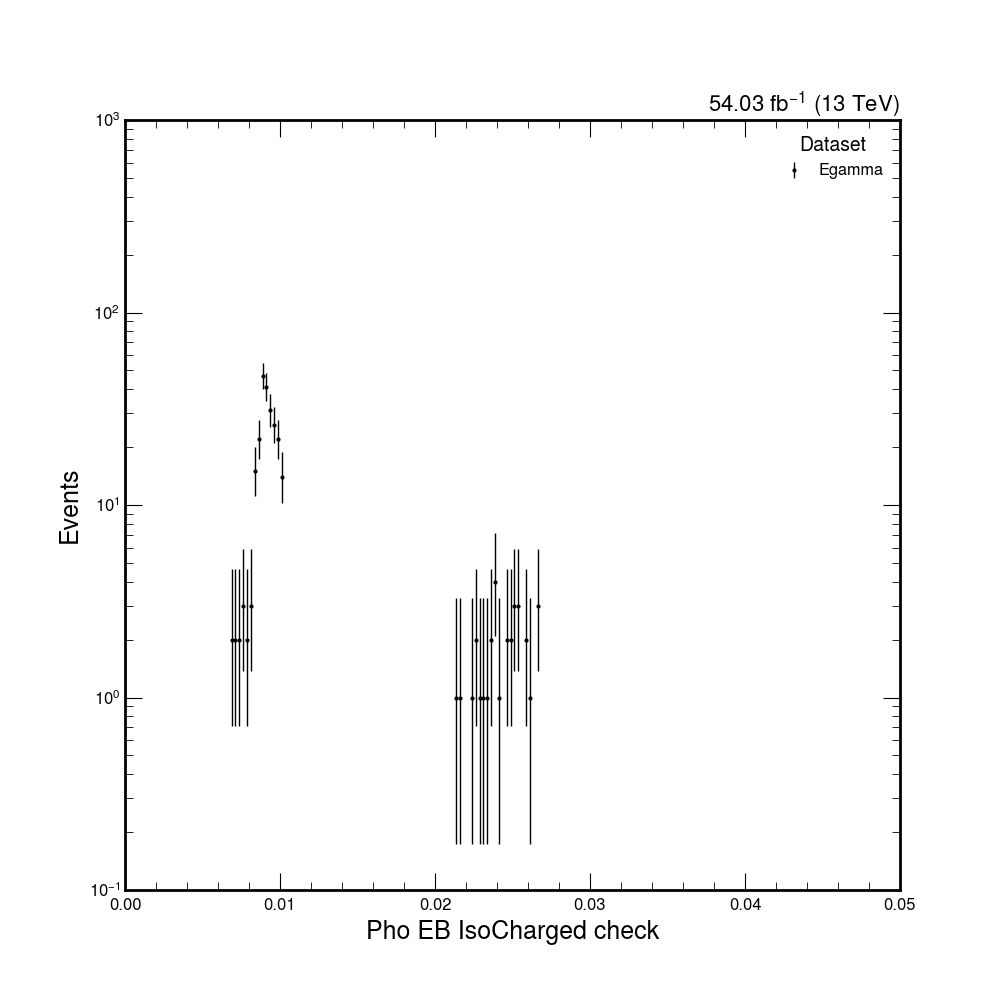 54.03 fb⁻¹ (13 TeV)
Dataset
Egamma
10³
10²
10¹
10⁰
10⁻¹
Events
0.00 0.01 0.02 0.03 0.04 0.05
Pho EB IsoCharged check